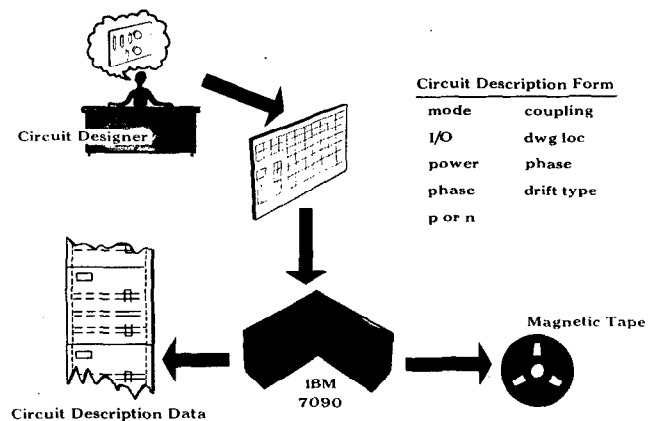 Circuit Designer
Circuit Description Form
mode coupling
I/O dwg loc
power phase
phase drift type
p or n
Magnetic Tape
IBM
7090
Circuit Description Data